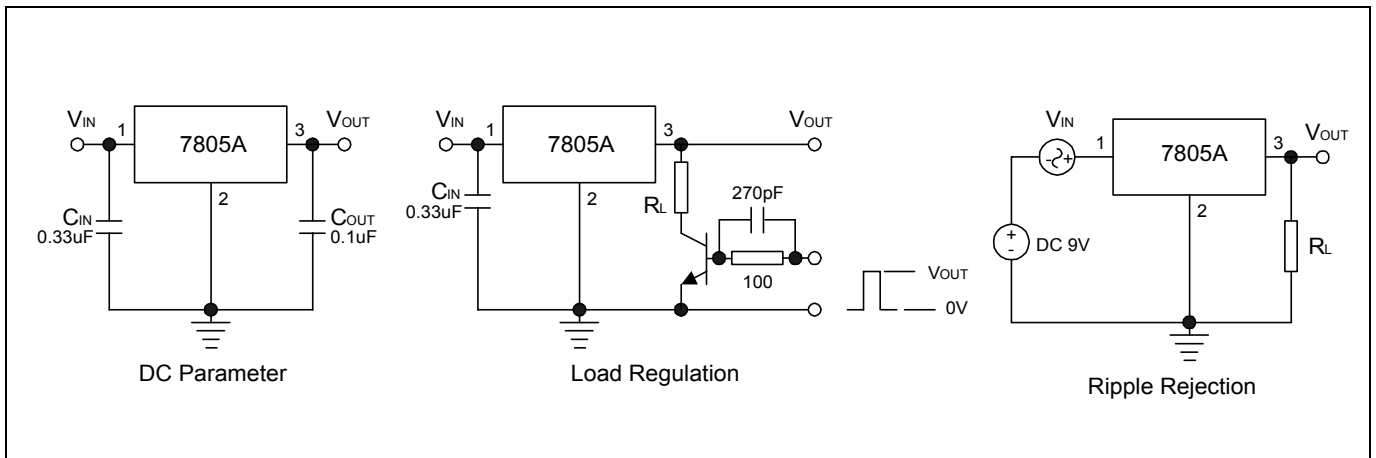 VIN
1
7805A
3
VOUT
2
CIN
0.33uF
COUT
0.1uF
DC Parameter
VIN
1
7805A
3
VOUT
2
CIN
0.33uF
RL
270pF
100
VOUT
0V
Load Regulation
VIN
1
7805A
3
VOUT
2
-
+
+
-
DC 9V
RL
Ripple Rejection